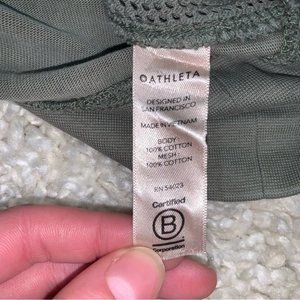 ATHLETA
DESIGNED IN
SAN FRANCISCO
MADE IN VIETNAM
BODY:
100% COTTON
MESH:
100% COTTON
RN 54023
Certified
B
Corporation